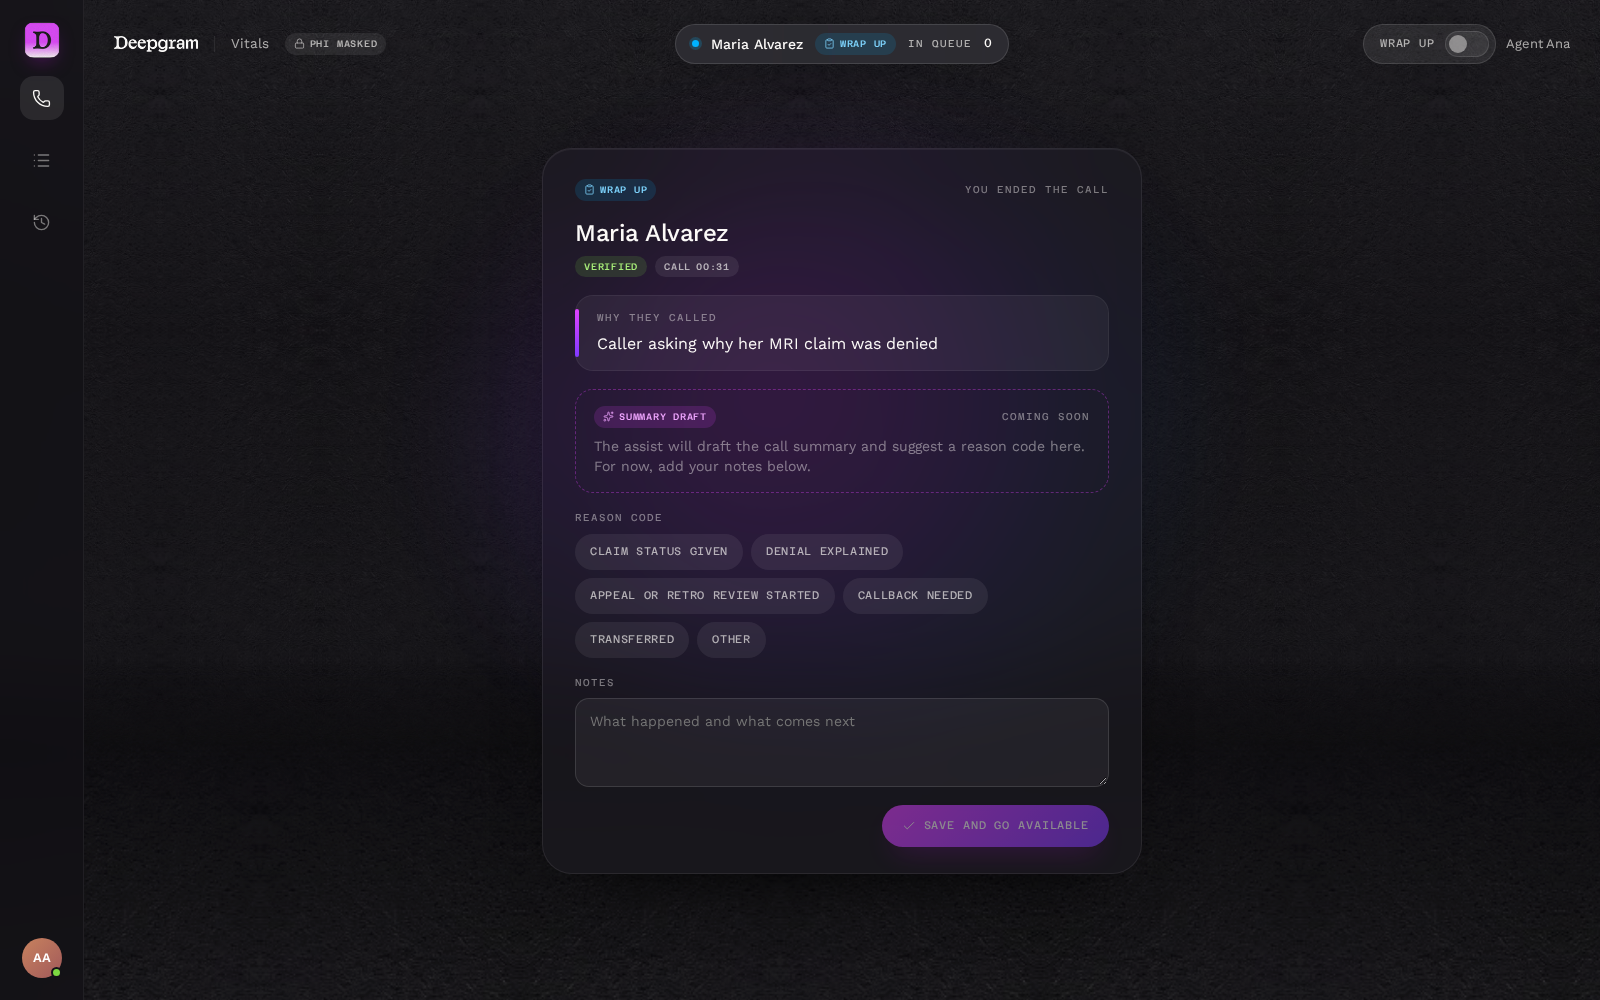 D
Deepgram
Vitals
PHI MASKED
Maria Alvarez
WRAP UP
IN QUEUE 0
WRAP UP
Agent Ana
WRAP UP
YOU ENDED THE CALL
Maria Alvarez
VERIFIED
CALL 00:31
WHY THEY CALLED
Caller asking why her MRI claim was denied
SUMMARY DRAFT
COMING SOON
The assist will draft the call summary and suggest a reason code here.
For now, add your notes below.
REASON CODE
CLAIM STATUS GIVEN
DENIAL EXPLAINED
APPEAL OR RETRO REVIEW STARTED
CALLBACK NEEDED
TRANSFERRED
OTHER
NOTES
What happened and what comes next
SAVE AND GO AVAILABLE
AA